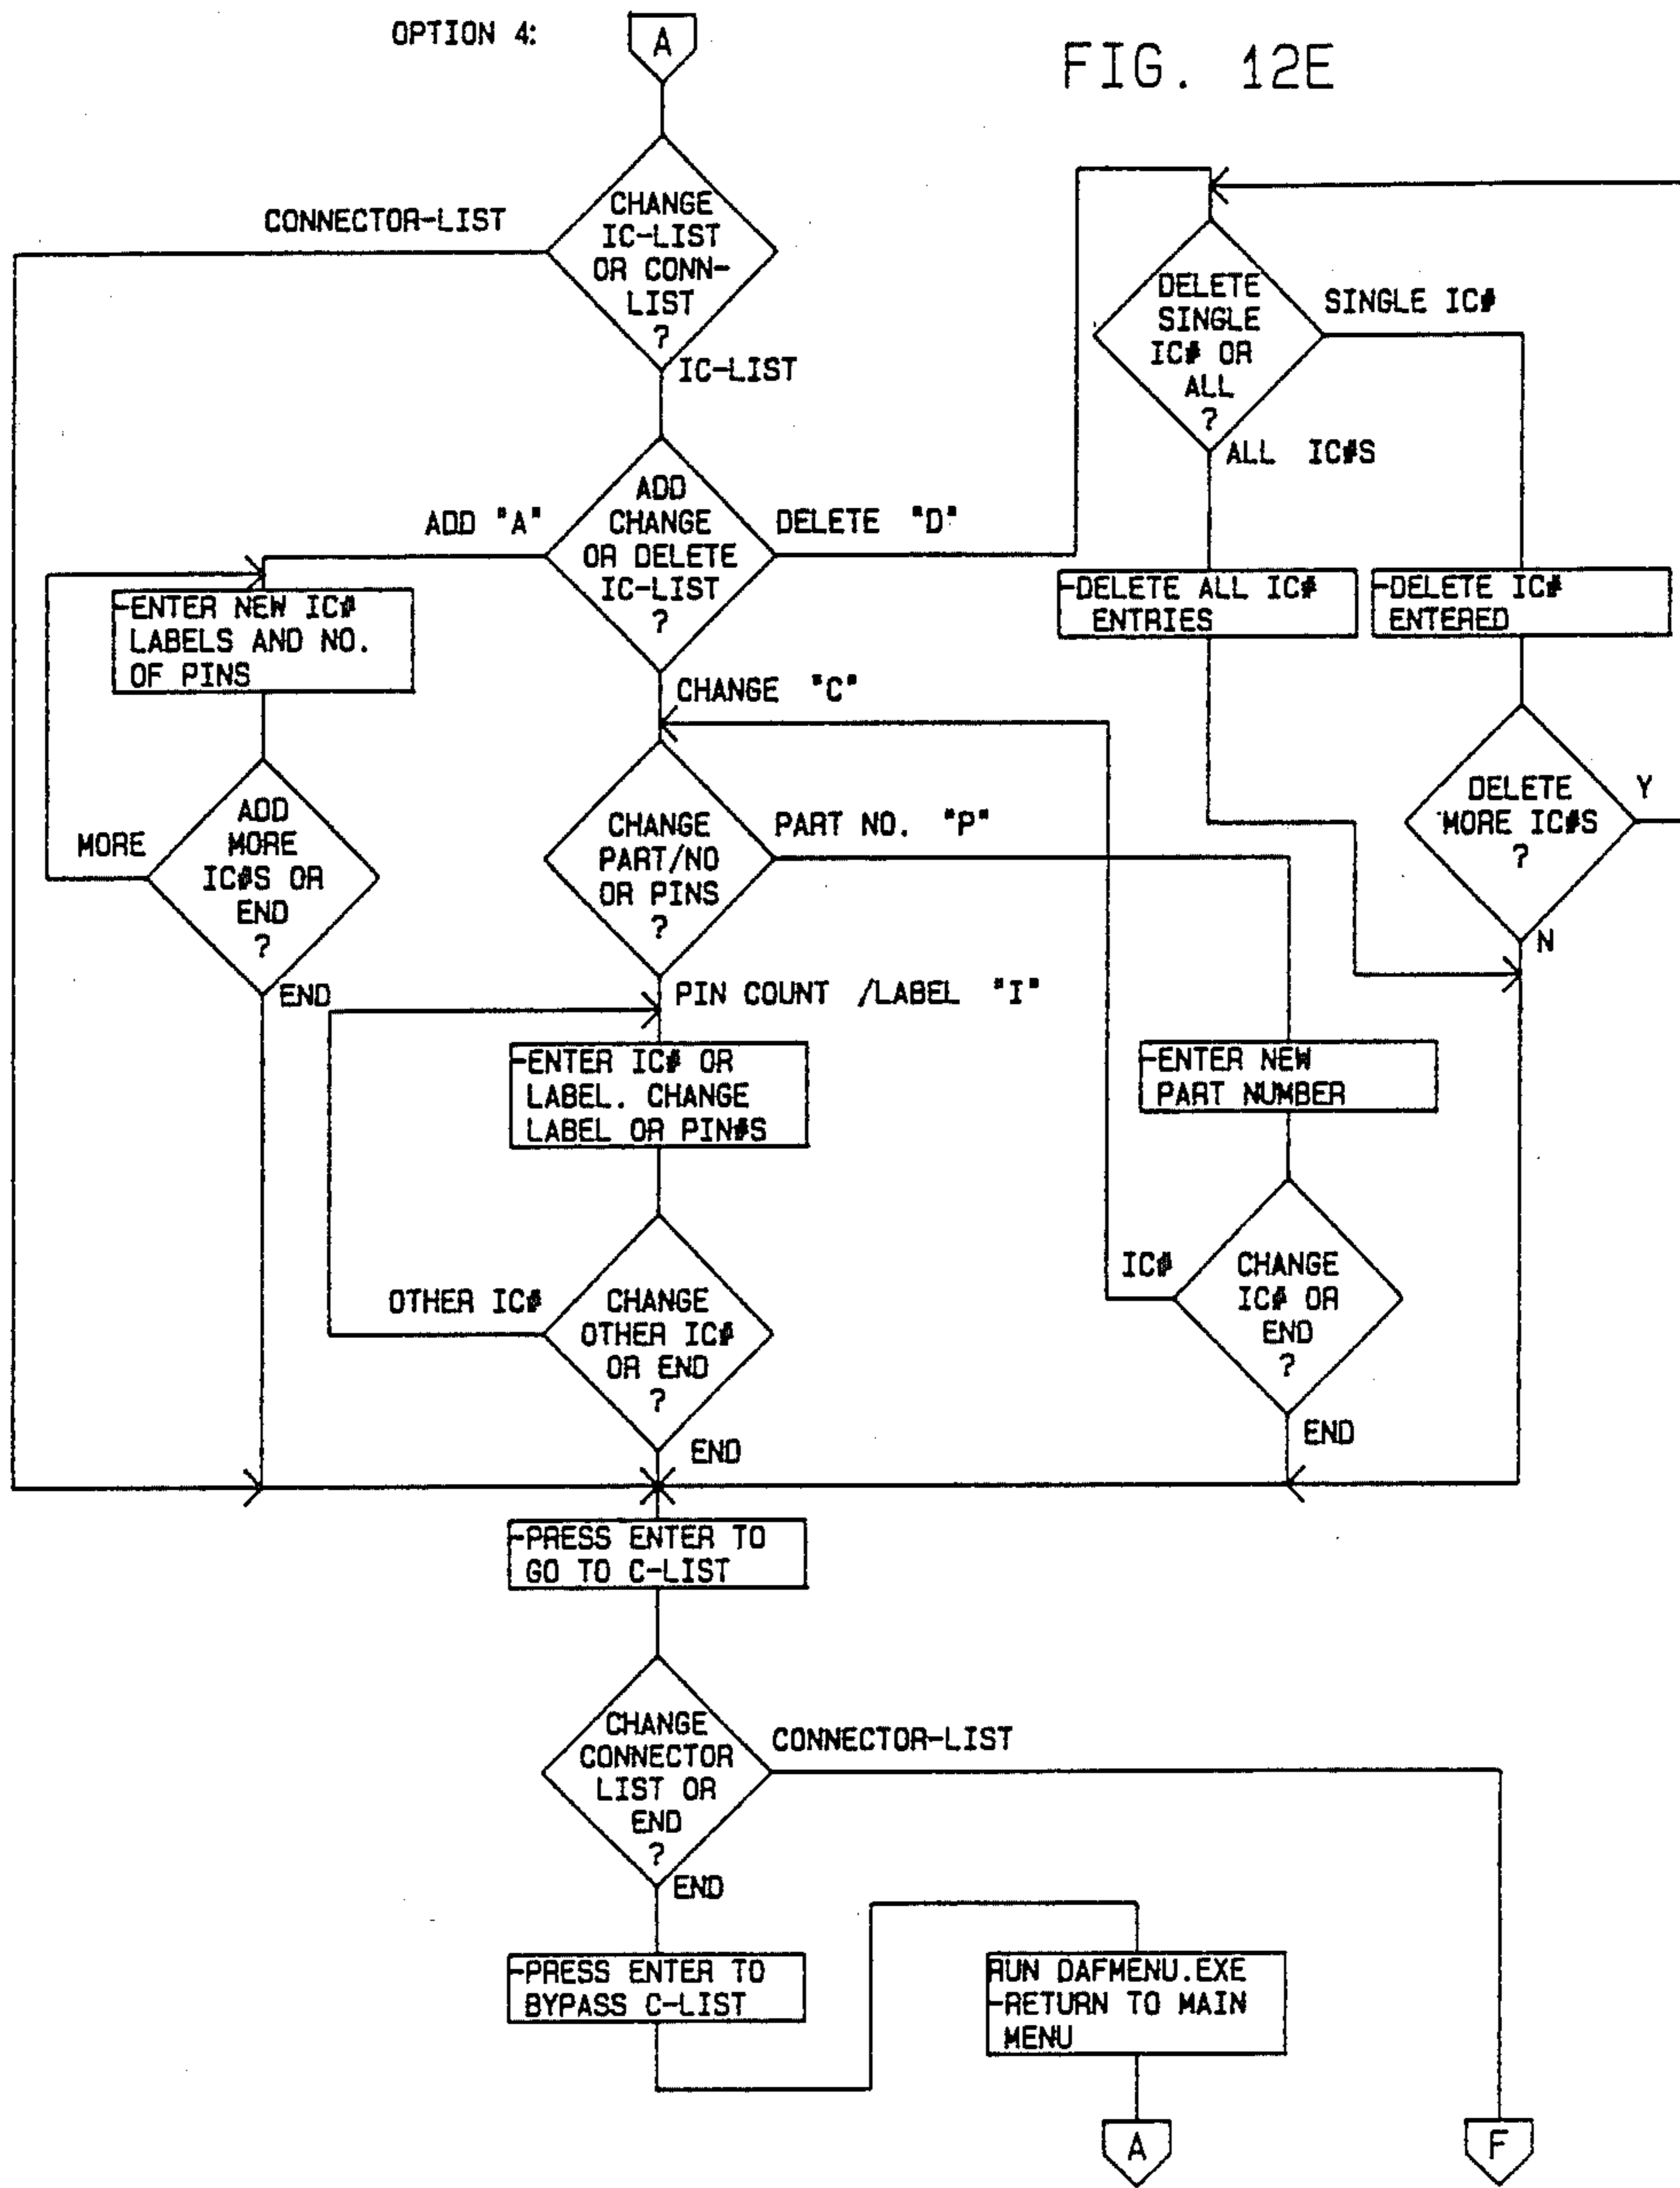 OPTION 4:
A
FIG. 12E
CHANGE
IC-LIST
OR CONN-
LIST
?
CONNECTOR-LIST
IC-LIST
DELETE
SINGLE
IC# OR
ALL
?
SINGLE IC#
ALL IC#S
ADD
CHANGE
OR DELETE
IC-LIST
?
ADD "A"
DELETE "D"
CHANGE "C"
-ENTER NEW IC#
LABELS AND NO.
OF PINS
-DELETE ALL IC#
ENTRIES
-DELETE IC#
ENTERED
ADD
MORE
IC#S OR
END
?
MORE
END
CHANGE
PART/NO
OR PINS
?
PART NO. "P"
PIN COUNT /LABEL "I"
DELETE
MORE IC#S
?
Y
N
-ENTER IC# OR
LABEL. CHANGE
LABEL OR PIN#S
-ENTER NEW
PART NUMBER
OTHER IC#
CHANGE
OTHER IC#
OR END
?
END
IC#
CHANGE
IC# OR
END
?
END
-PRESS ENTER TO
GO TO C-LIST
CHANGE
CONNECTOR
LIST OR
END
?
CONNECTOR-LIST
END
-PRESS ENTER TO
BYPASS C-LIST
RUN DAFMENU.EXE
-RETURN TO MAIN
MENU
A
F